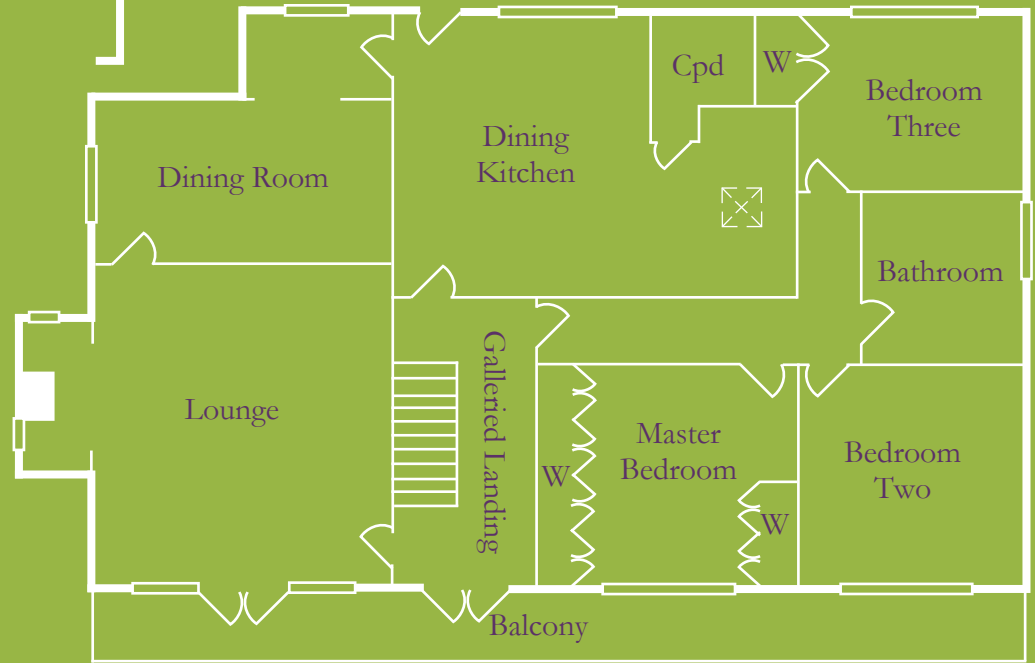 Cpd
W
Bedroom
Three
Dining
Kitchen
Dining Room
Bathroom
Galleried Landing
Lounge
Master
Bedroom
Bedroom
Two
W
W
Balcony